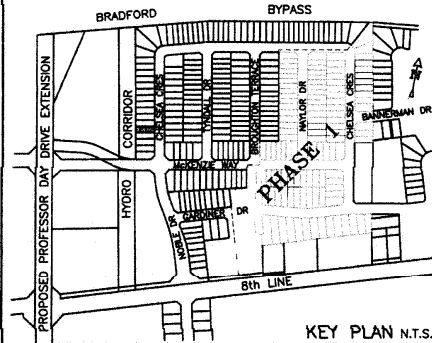 BRADFORD BYPASS
PROPOSED PROFESSOR DAY DRIVE EXTENSION
HYDRO CORRIDOR
CHELSEA CRES
TYNDALL DR
BROUGHTON TERRACE
NAYLOR DR
CHELSEA CRES
BANNERMAN DR
N
McKENZIE WAY
PHASE 1
GARDINER DR
NOBLE DR
8th LINE
KEY PLAN N.T.S.